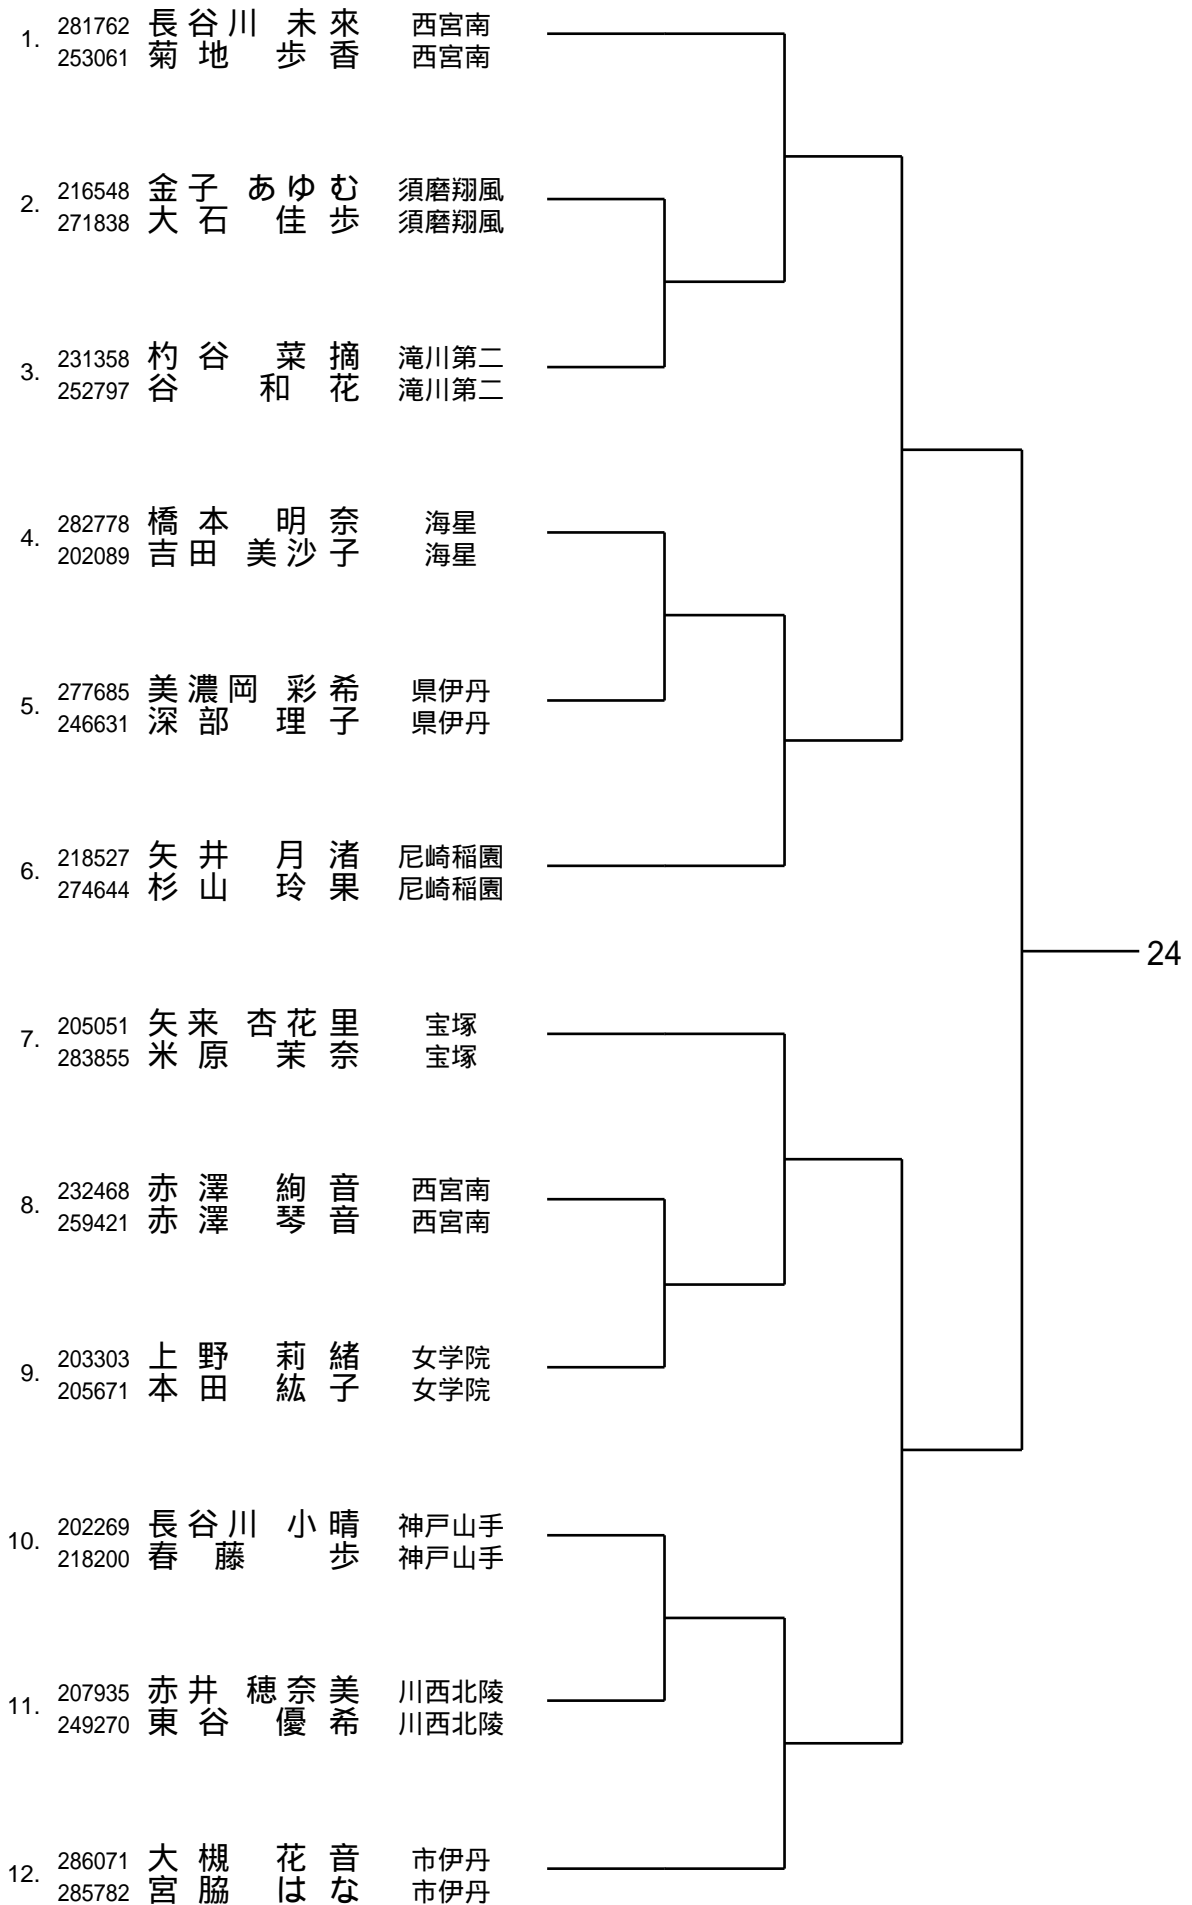 1. 281762 長谷川 未來 西宮南
253061 菊地 歩香 西宮南
2. 216548 金子 あゆむ 須磨翔風
271838 大石 佳歩 須磨翔風
3. 231358 杓谷 菜摘 滝川第二
252797 谷 和花 滝川第二
4. 282778 橋本 明奈 海星
202089 吉田 美沙子 海星
5. 277685 美濃岡 彩希 県伊丹
246631 深部 理子 県伊丹
6. 218527 矢井 月渚 尼崎稲園
274644 杉山 玲果 尼崎稲園
24
7. 205051 矢来 杏花里 宝塚
283855 米原 茉奈 宝塚
8. 232468 赤澤 絢音 西宮南
259421 赤澤 琴音 西宮南
9. 203303 上野 莉緒 女学院
205671 本田 紘子 女学院
10. 202269 長谷川 小晴 神戸山手
218200 春藤 歩 神戸山手
11. 207935 赤井 穂奈美 川西北陵
249270 東谷 優希 川西北陵
12. 286071 大槻 花音 市伊丹
285782 宮脇 はな 市伊丹